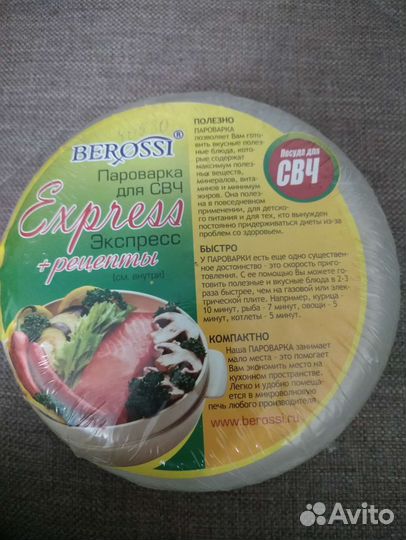 BEROSSI®
Пароварка
для СВЧ
Express
Экспресс
+рецепты
(см. внутри)
ПОЛЕЗНО
ПАРОВАРКА
позволяет Вам гото-
вить вкусные полез-
ные блюда, кото-
рые содержат
максимум полез-
ных веществ,
минералов, вита-
минов и минимум
жиров. Она неза-
в повседневном
применении, для детско-
го питания и для тех, кто вынужден
постоянно придерживаться диеты из-за
проблем со здоровьем.
Посуда для
СВЧ
БЫСТРО
У ПАРОВАРКИ есть еще одно существен-
ное достоинство - это скорость приго-
товления. С ее помощью Вы можете го-
товить полезные и вкусные блюда в 2-3
раза быстрее, чем на газовой или элек-
трической плите. Например, курица -
10 минут, рыба - 7 минут, овощи - 5
минут, котлеты - 5 минут.
КОМПАКТНО
Наша ПАРОВАРКА занимает
мало места - это помогает
Вам экономить место на
кухонном пространстве.
Легко и удобно помеща-
ется в микроволновую
печь любого производителя
www.berossi.ru
Avito